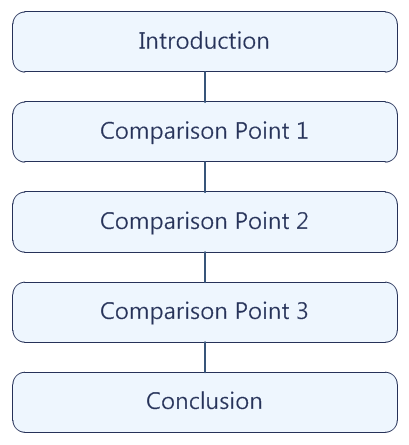 Introduction
Comparison Point 1
Comparison Point 2
Comparison Point 3
Conclusion